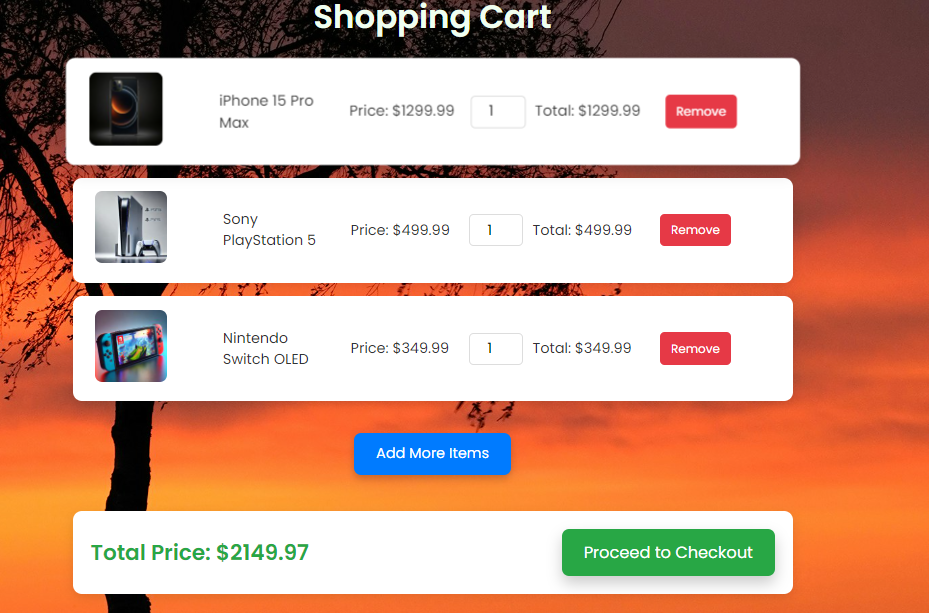 Shopping Cart
iPhone 15 Pro
Max
Price: $1299.99
1
Total: $1299.99
Remove
Sony
PlayStation 5
Price: $499.99
1
Total: $499.99
Remove
Nintendo
Switch OLED
Price: $349.99
1
Total: $349.99
Remove
Add More Items
Total Price: $2149.97
Proceed to Checkout